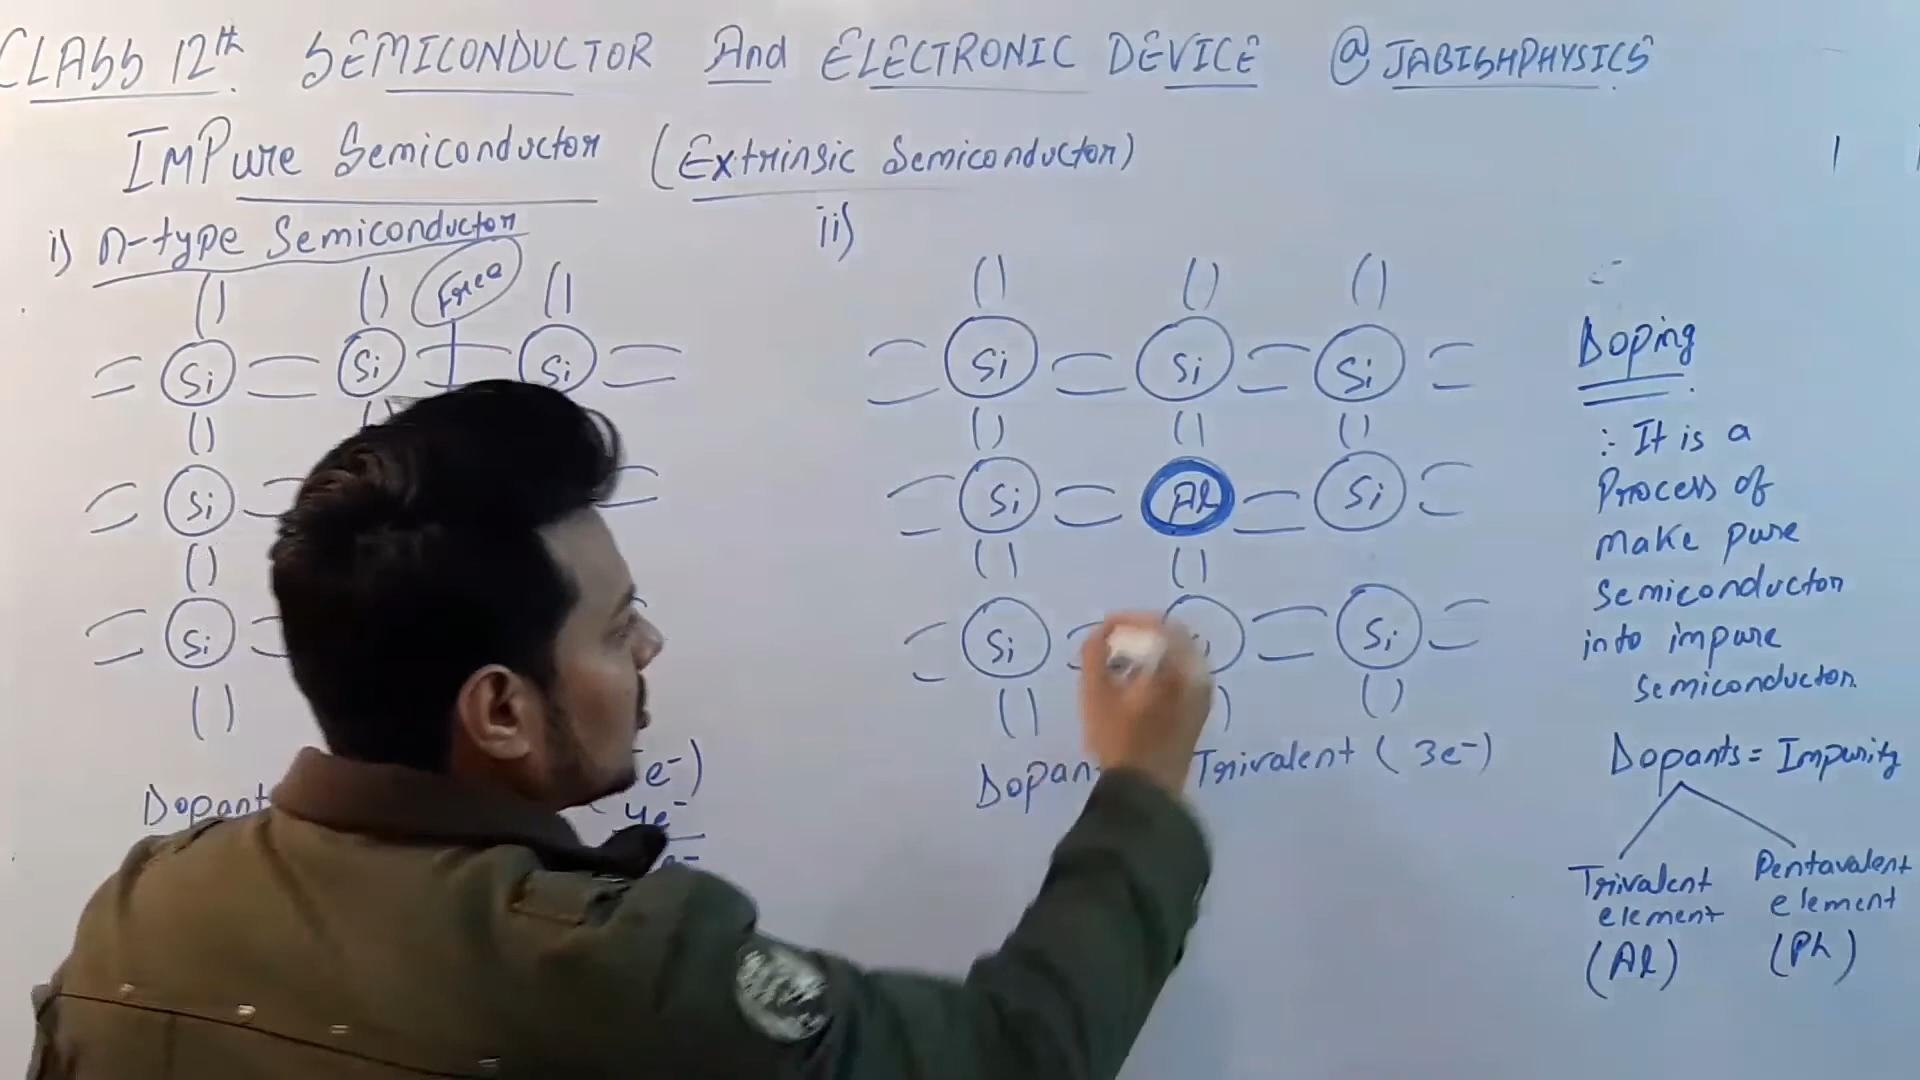 CLASS 12th SEMICONDUCTOR And ELECTRONIC DEVICE @JABISHPHYSICS
ImPure Semiconductor (Extrinsic Semiconductor)
i) n-type Semiconductor
ii)
Free
Si Si Si
Si
Si
Dopant
e-)
4e-
e-
Si Si Si
Si Al Si
Si Si
Trivalent (3e-)
Doping
: It is a
Process of
make pure
semiconductor
into impure
semiconductor.
Dopants = Impurity
Trivalent
element
(Al)
Pentavalent
element
(Ph)